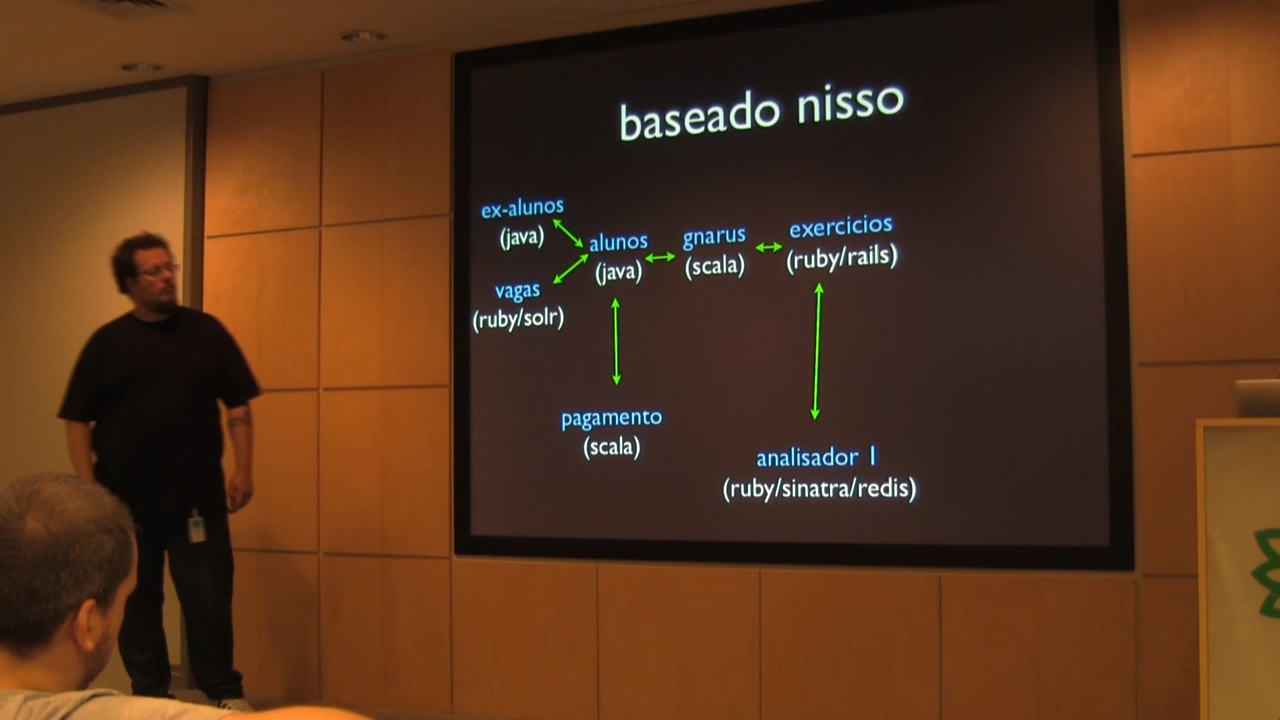 baseado nisso
ex-alunos
(java)
alunos
(java)
gnarus
(scala)
exercicios
(ruby/rails)
vagas
(ruby/solr)
pagamento
(scala)
analisador 1
(ruby/sinatra/redis)